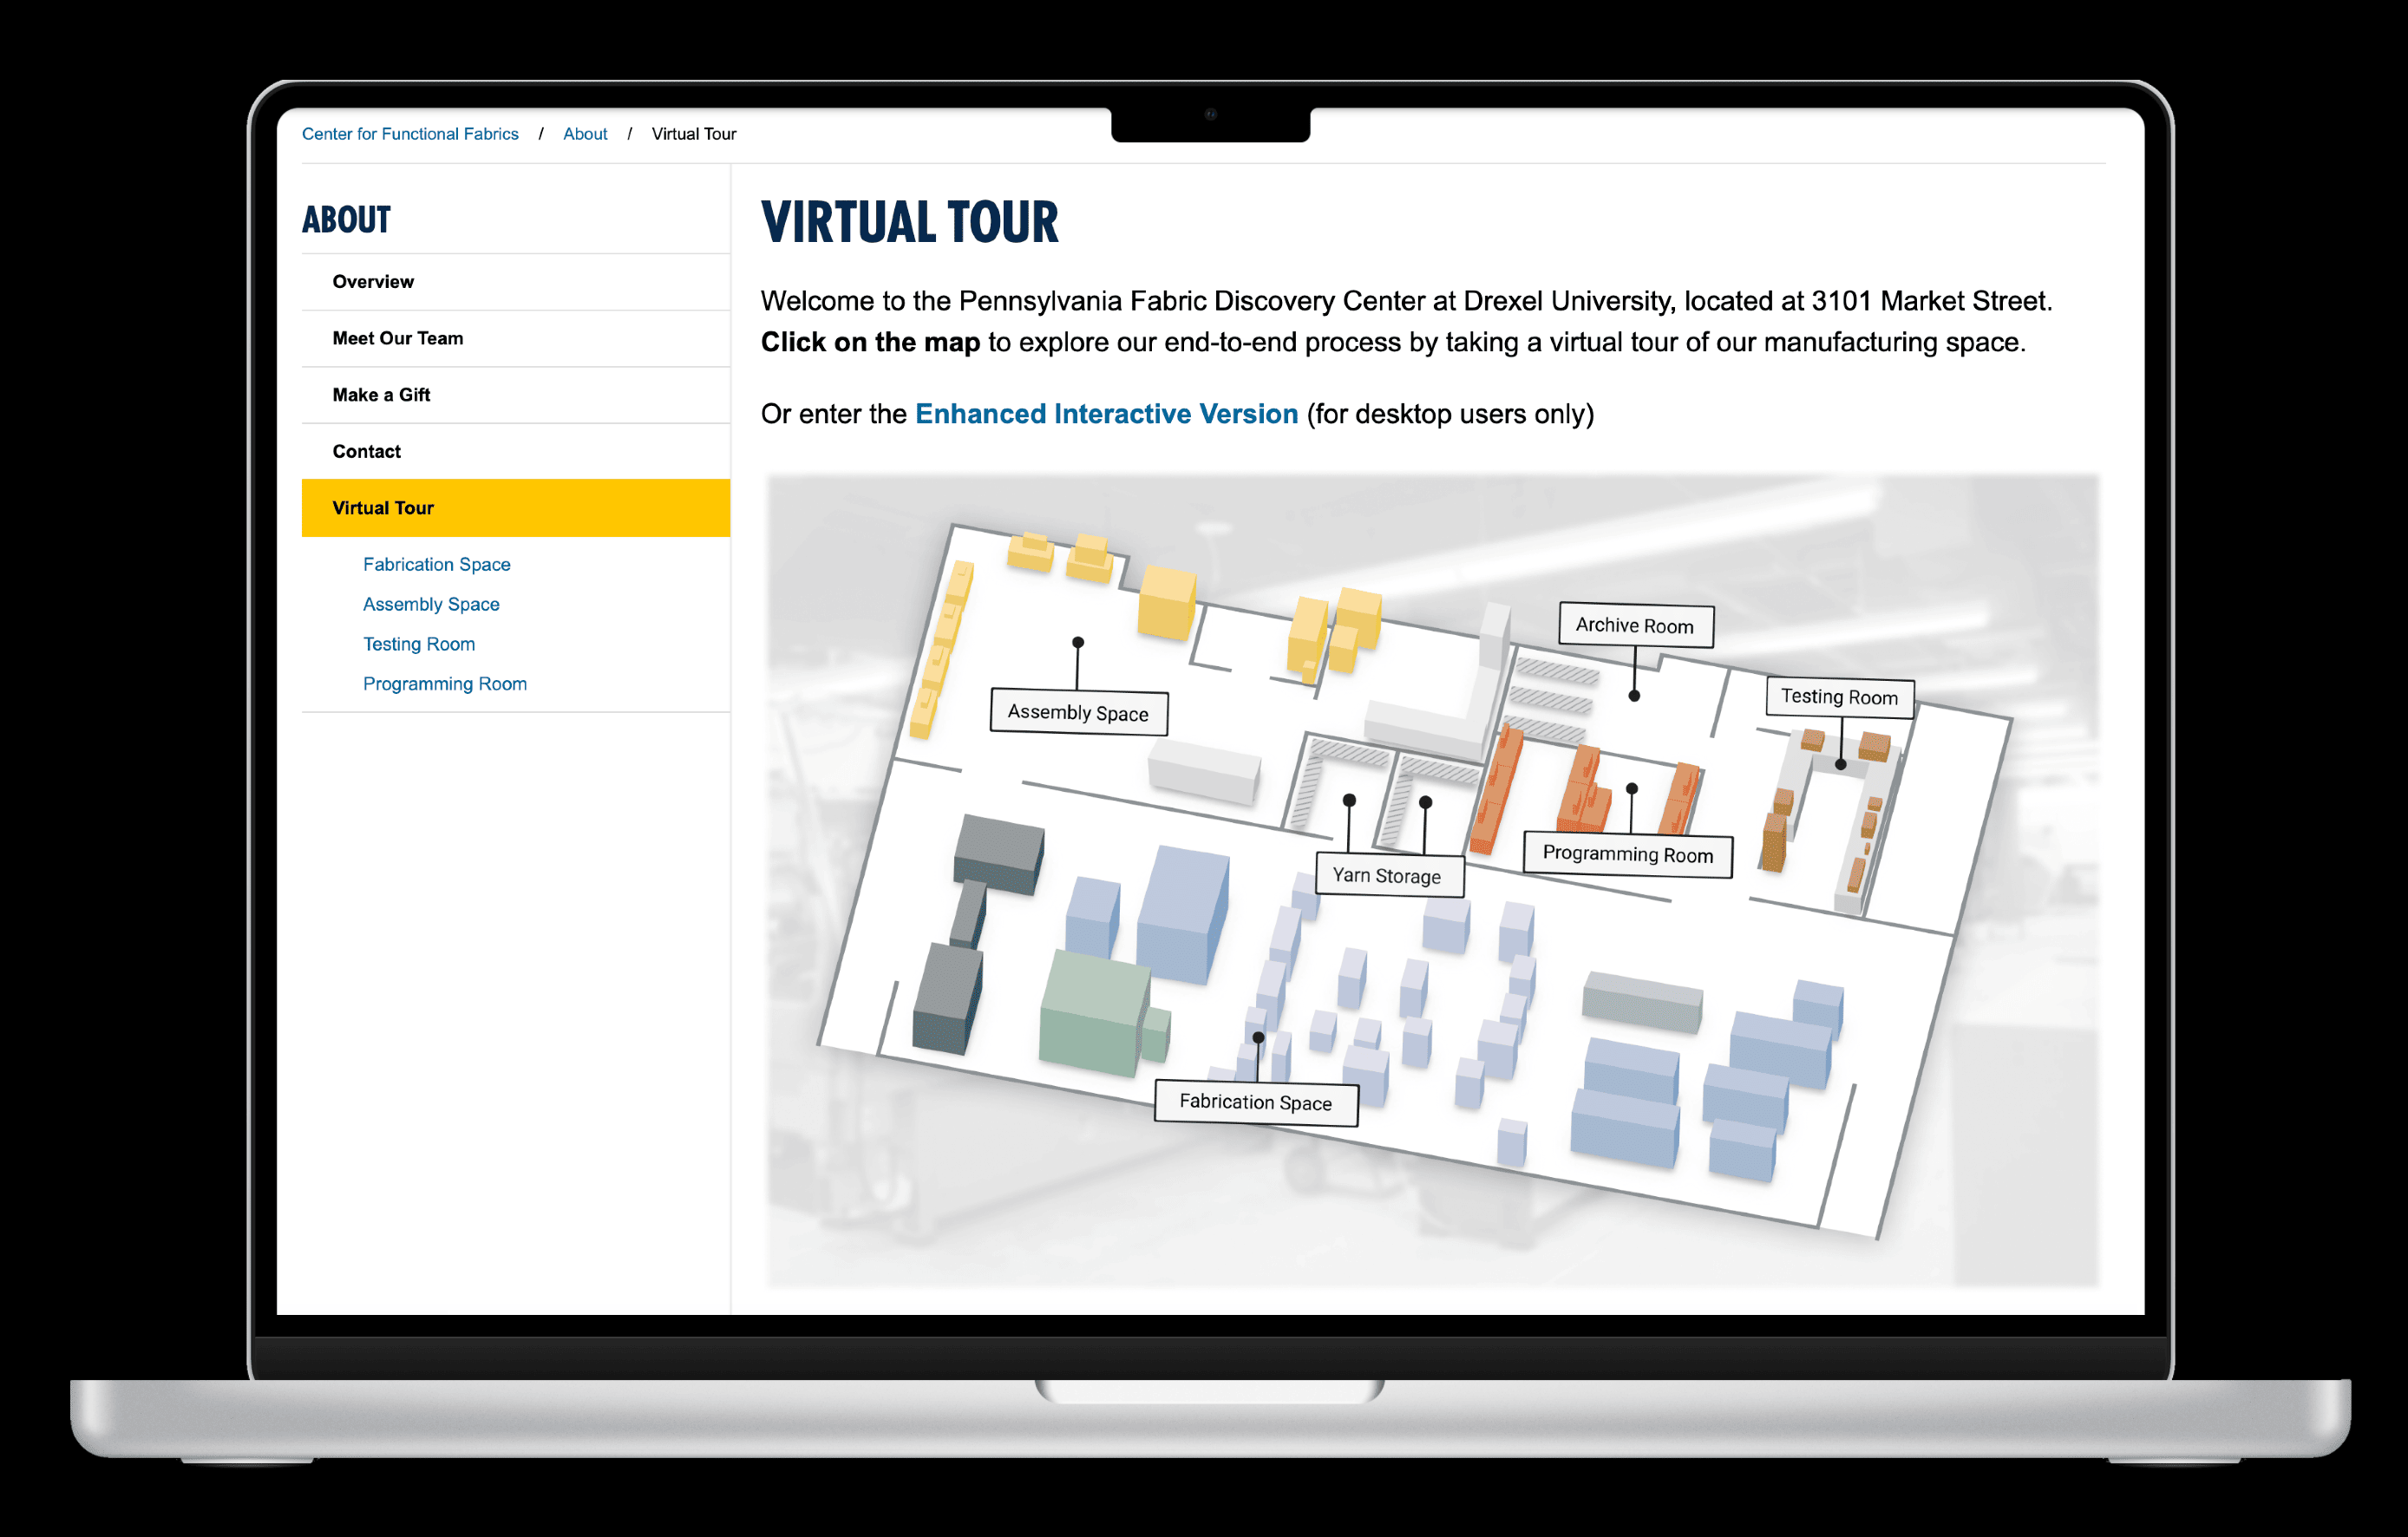 Center for Functional Fabrics / About / Virtual Tour
ABOUT
Overview
Meet Our Team
Make a Gift
Contact
Virtual Tour
Fabrication Space
Assembly Space
Testing Room
Programming Room
VIRTUAL TOUR
Welcome to the Pennsylvania Fabric Discovery Center at Drexel University, located at 3101 Market Street.
Click on the map to explore our end-to-end process by taking a virtual tour of our manufacturing space.
Or enter the Enhanced Interactive Version (for desktop users only)
Archive Room
Testing Room
Assembly Space
Programming Room
Yarn Storage
Fabrication Space